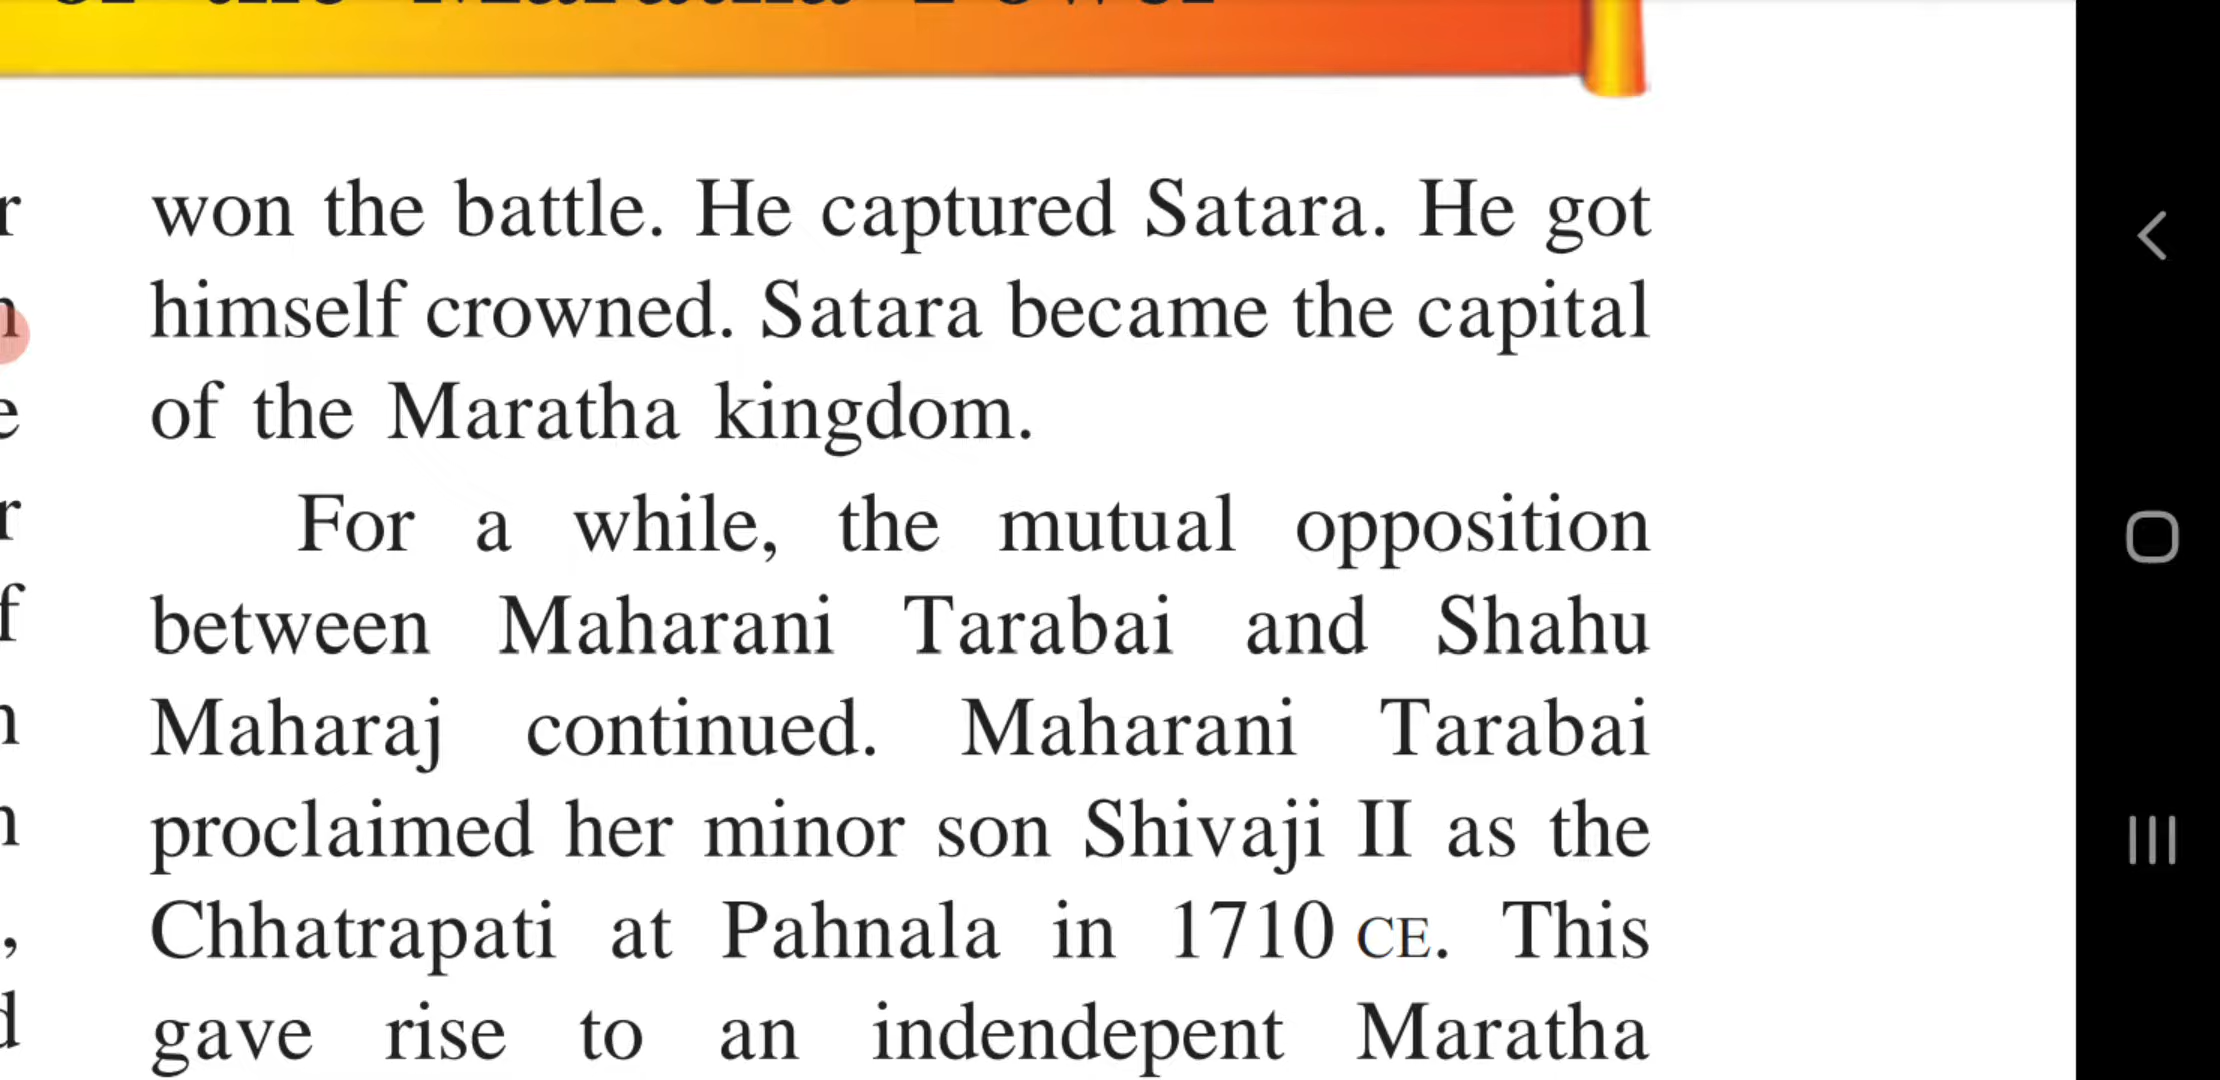 won the battle. He captured Satara. He got
himself crowned. Satara became the capital
of the Maratha kingdom.
For a while, the mutual opposition
between Maharani Tarabai and Shahu
Maharaj continued. Maharani Tarabai
proclaimed her minor son Shivaji II as the
Chhatrapati at Pahnala in 1710 CE. This
gave rise to an indendepent Maratha